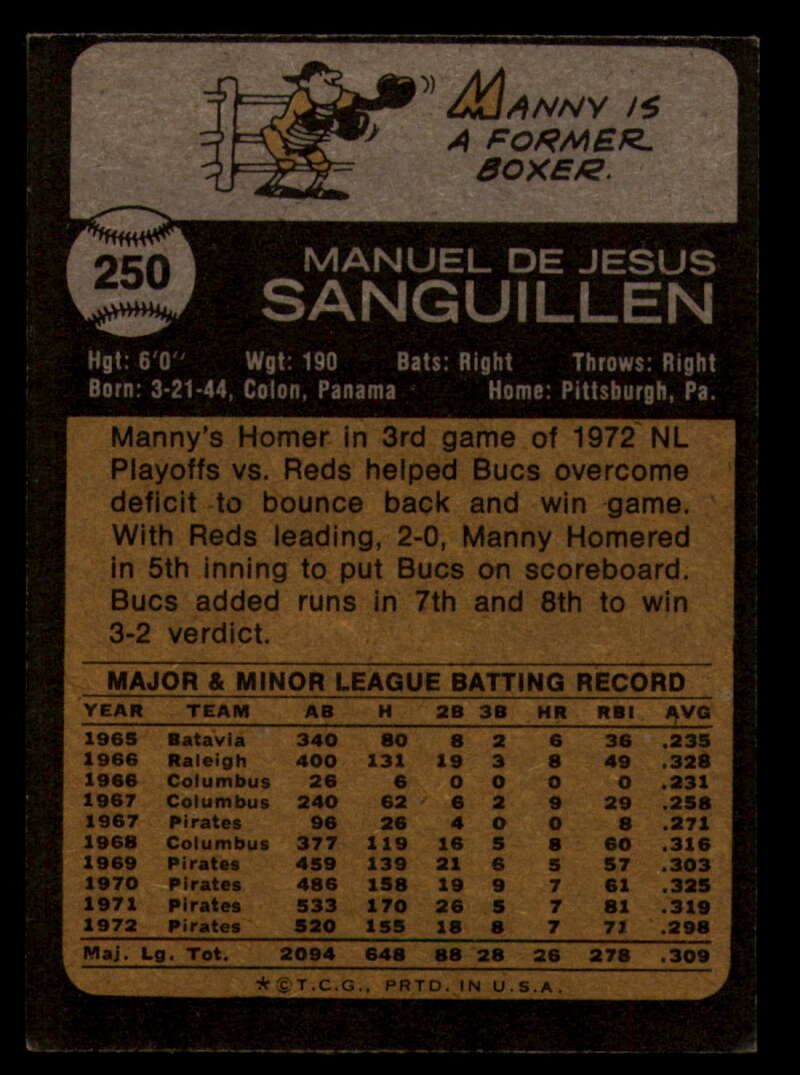 MANNY IS
A FORMER
BOXER.
250
MANUEL DE JESUS
SANGUILLEN
Hgt: 6'0" Wgt: 190 Bats: Right Throws: Right
Born: 3-21-44, Colon, Panama Home: Pittsburgh, Pa.
Manny's Homer in 3rd game of 1972 NL
Playoffs vs. Reds helped Bucs overcome
deficit to bounce back and win game.
With Reds leading, 2-0, Manny Homered
in 5th inning to put Bucs on scoreboard.
Bucs added runs in 7th and 8th to win
3-2 verdict.
MAJOR & MINOR LEAGUE BATTING RECORD
YEAR TEAM AB H 2B 3B HR RBI AVG
1965 Batavia 340 80 8 2 6 36 .235
1966 Raleigh 400 131 19 3 8 49 .328
1966 Columbus 26 6 0 0 0 0 .231
1967 Columbus 240 62 6 2 9 29 .258
1967 Pirates 96 26 4 0 0 8 .271
1968 Columbus 377 119 16 5 8 60 .316
1969 Pirates 459 139 21 6 5 57 .303
1970 Pirates 486 158 19 9 7 61 .325
1971 Pirates 533 170 26 5 7 81 .319
1972 Pirates 520 155 18 8 7 71 .298
Maj. Lg. Tot. 2094 648 88 28 26 278 .309
*©T.C.G., PRTD. IN U.S.A.